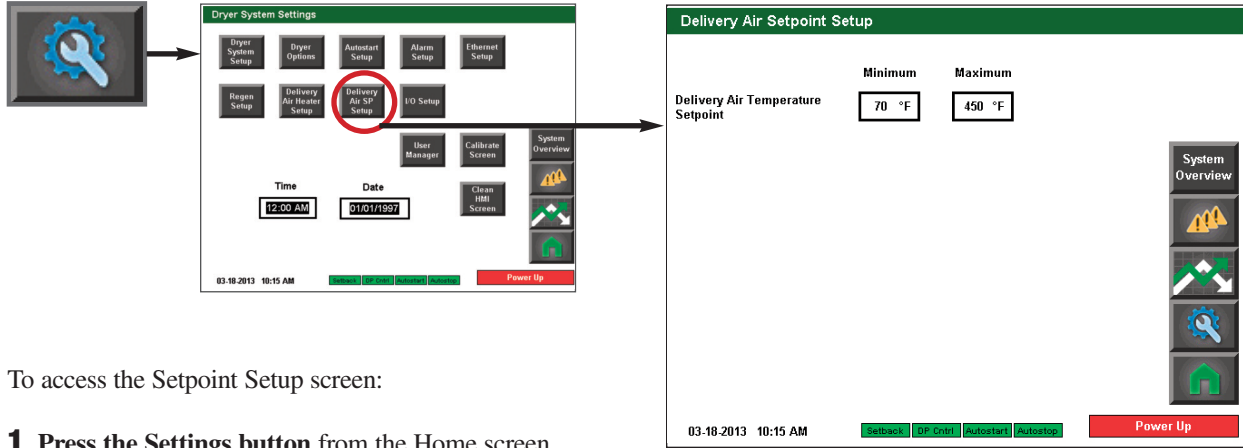 Dryer System Settings
Dryer System Setup
Dryer Options
Autostart Setup
Alarm Setup
Ethernet Setup
Regen Setup
Delivery Air Heater Setup
Delivery Air SP Setup
I/O Setup
User Manager
Calibrate Screen
System Overview
Time
Date
12:00 AM
01/01/1997
Clean HMI Screen
03-18-2013 10:15 AM
Setback
DP Cntrl
Autostart
Autostop
Power Up
Delivery Air Setpoint Setup
Minimum
Maximum
Delivery Air Temperature
Setpoint
70 °F
450 °F
System
Overview
03-18-2013 10:15 AM
Setback
DP Cntrl
Autostart
Autostop
Power Up
To access the Setpoint Setup screen:
1 Press the Settings button from the Home screen